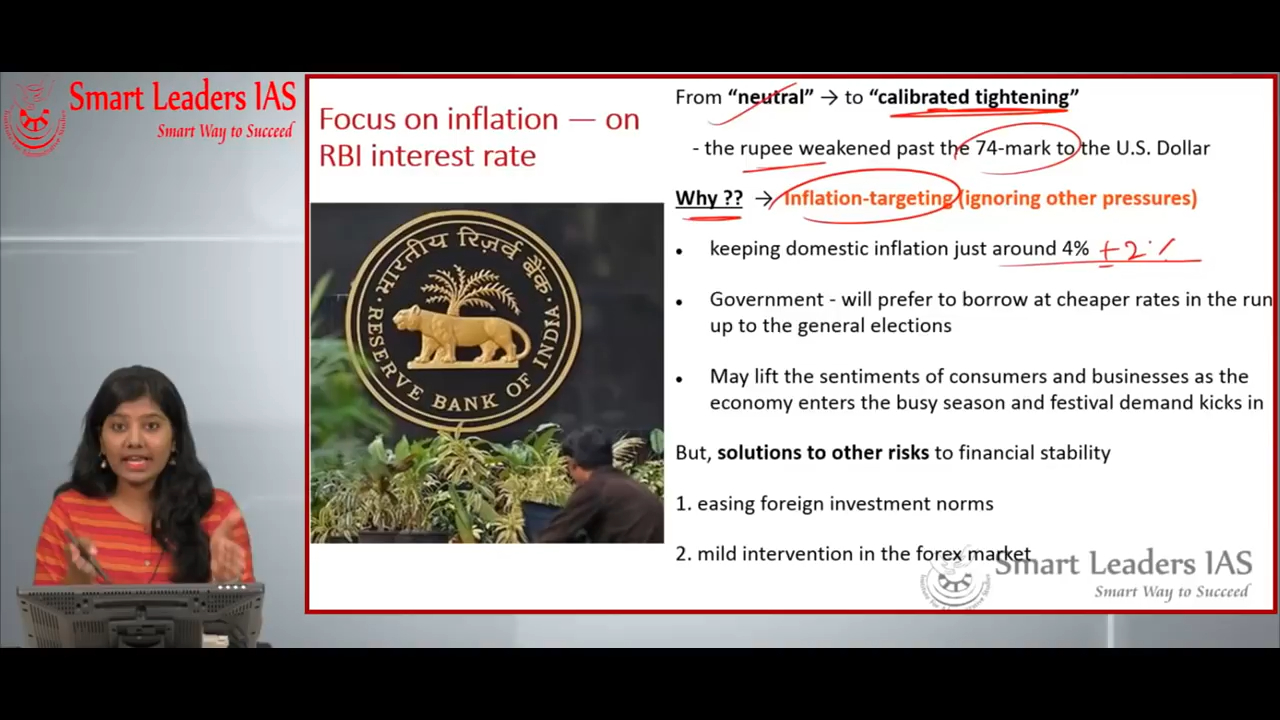 Smart Leaders IAS
Smart Way to Succeed
Focus on inflation — on
RBI interest rate
भारतीय रिज़र्व बैंक
RESERVE BANK OF INDIA
From “neutral” → to “calibrated tightening”
- the rupee weakened past the 74-mark to the U.S. Dollar
Why ?? → Inflation-targeting (ignoring other pressures)
• keeping domestic inflation just around 4% ±2%
• Government - will prefer to borrow at cheaper rates in the run
up to the general elections
• May lift the sentiments of consumers and businesses as the
economy enters the busy season and festival demand kicks in
But, solutions to other risks to financial stability
1. easing foreign investment norms
2. mild intervention in the forex market
Smart Leaders IAS
Smart Way to Succeed